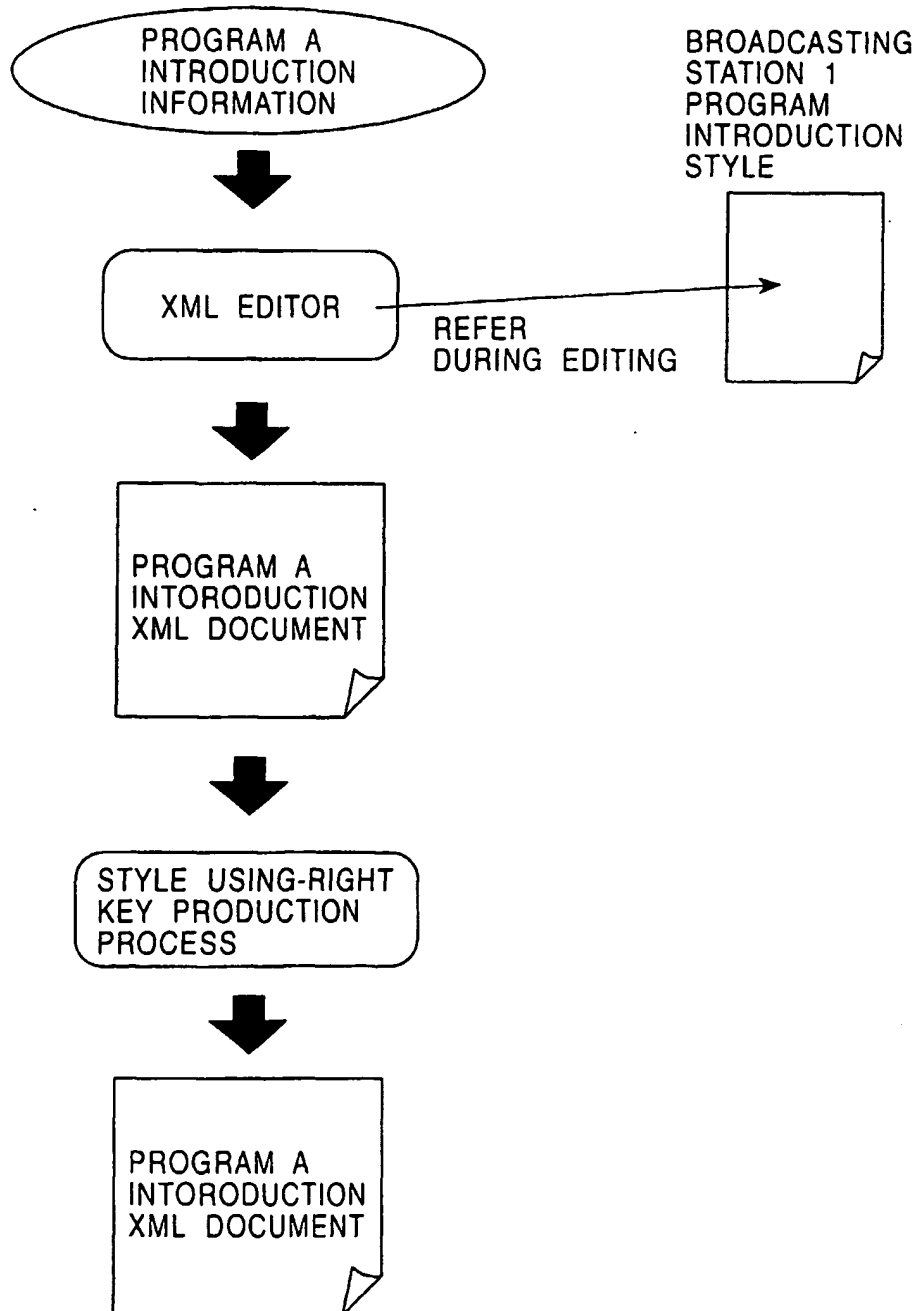 PROGRAM A
INTRODUCTION
INFORMATION
BROADCASTING
STATION 1
PROGRAM
INTRODUCTION
STYLE
XML EDITOR
REFER
DURING EDITING
PROGRAM A
INTORODUCTION
XML DOCUMENT
STYLE USING-RIGHT
KEY PRODUCTION
PROCESS
PROGRAM A
INTORODUCTION
XML DOCUMENT